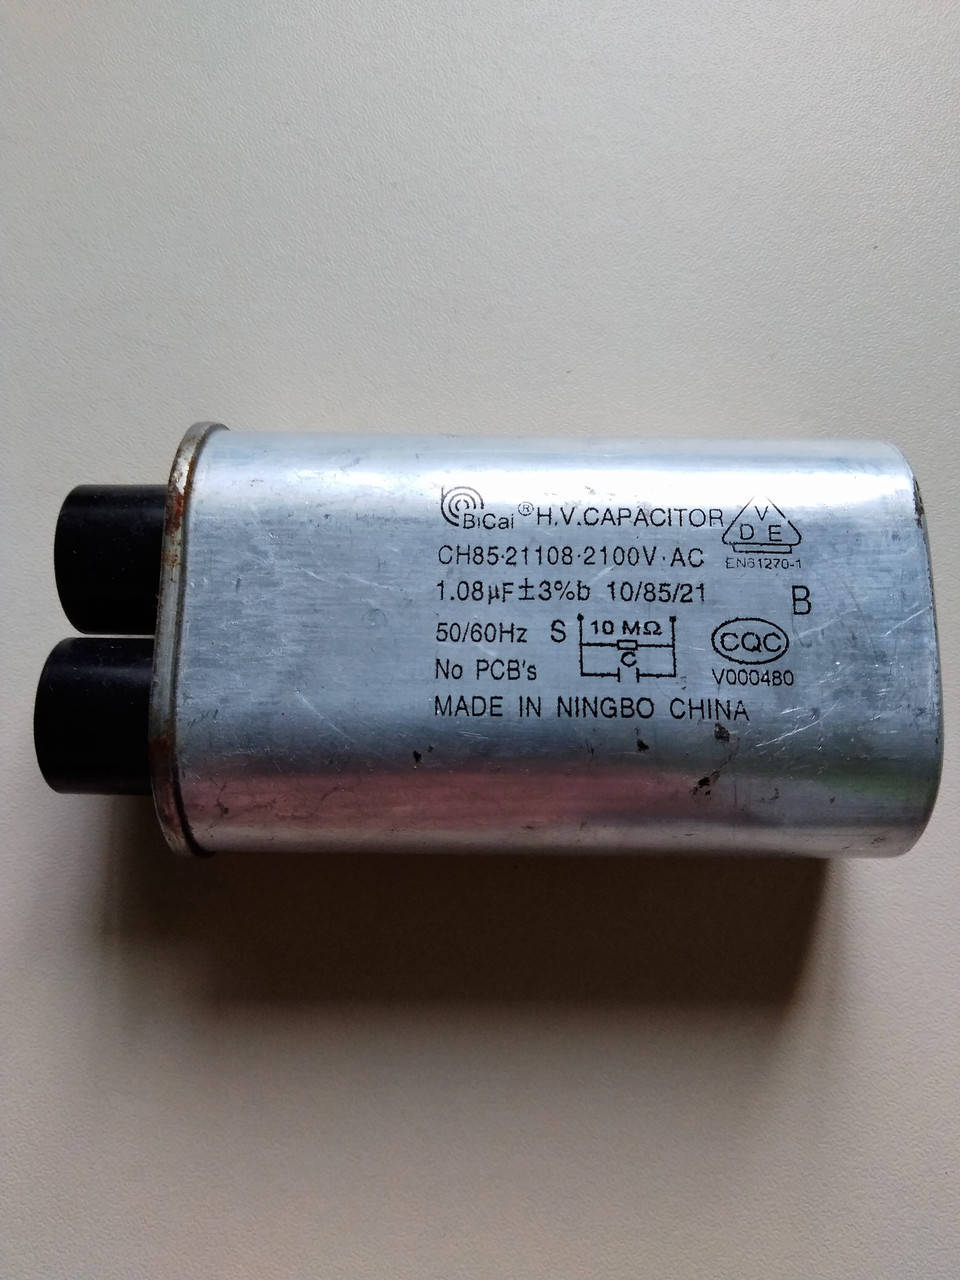 BiCai ® H.V.CAPACITOR
V
D E
EN61270-1
CH85·21108·2100V·AC
1.08µF±3%b 10/85/21
B
50/60Hz S
10 MΩ
C
CQC
No PCB's
V000480
MADE IN NINGBO CHINA